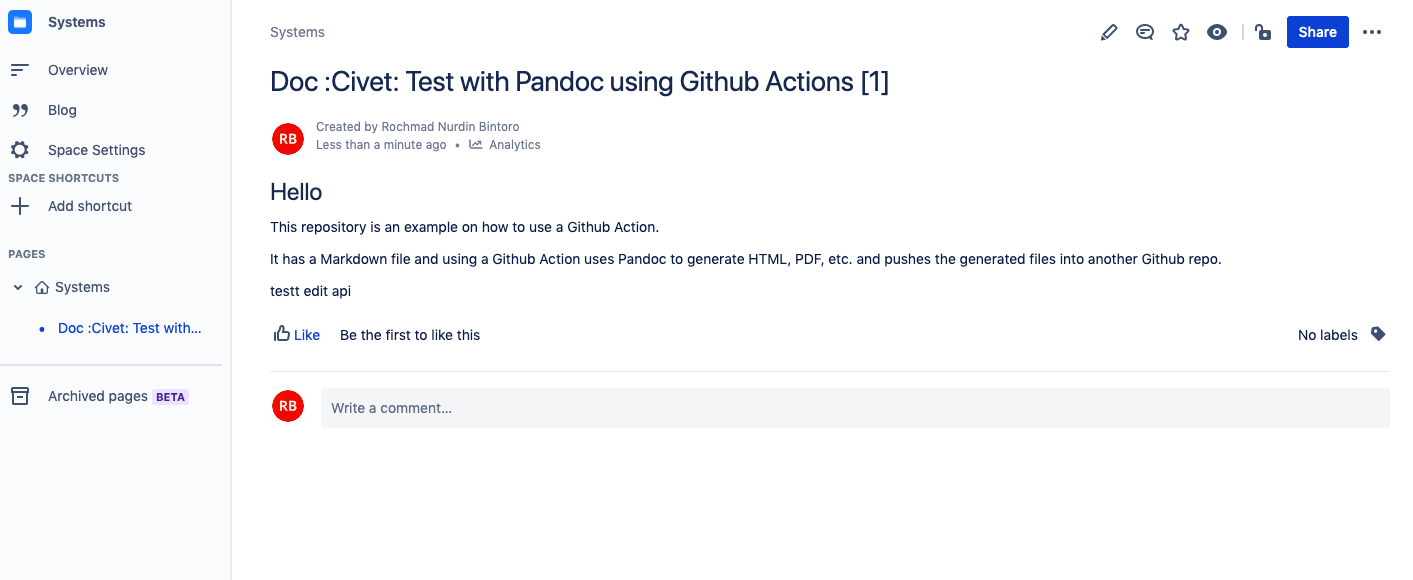 Systems
Overview
Blog
Space Settings
SPACE SHORTCUTS
Add shortcut
PAGES
Systems
Doc :Civet: Test with...
Archived pages BETA
Systems
Share
Doc :Civet: Test with Pandoc using Github Actions [1]
RB
Created by Rochmad Nurdin Bintoro
Less than a minute ago • Analytics
Hello
This repository is an example on how to use a Github Action.
It has a Markdown file and using a Github Action uses Pandoc to generate HTML, PDF, etc. and pushes the generated files into another Github repo.
testt edit api
Like Be the first to like this No labels
RB
Write a comment...